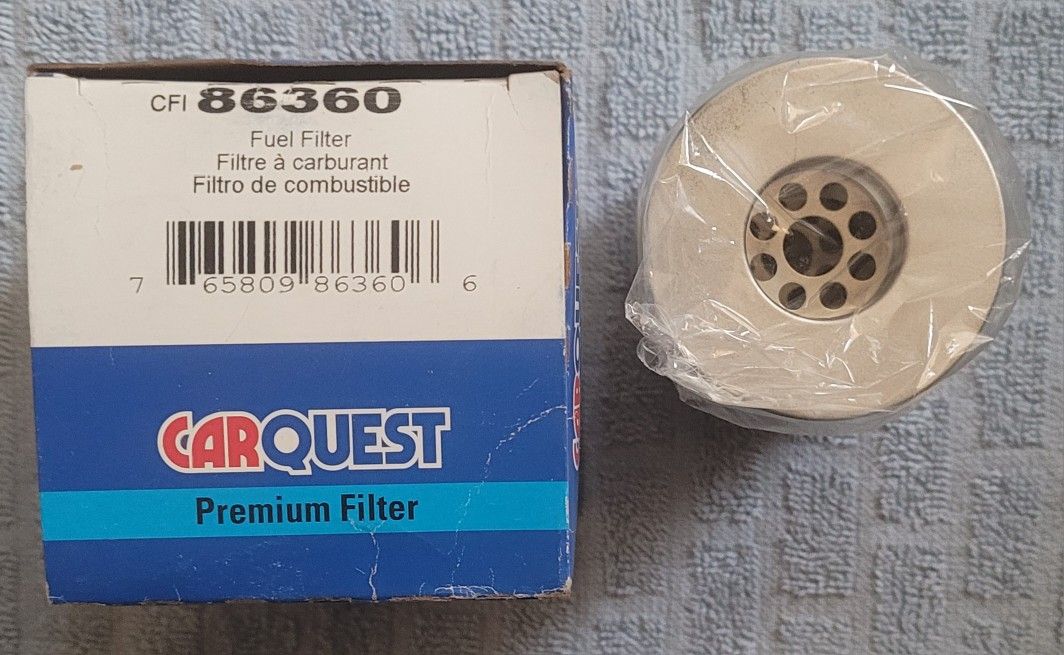 CFI 86360
Fuel Filter
Filtre à carburant
Filtro de combustible
7 65809 86360 6
CARQUEST
Premium Filter